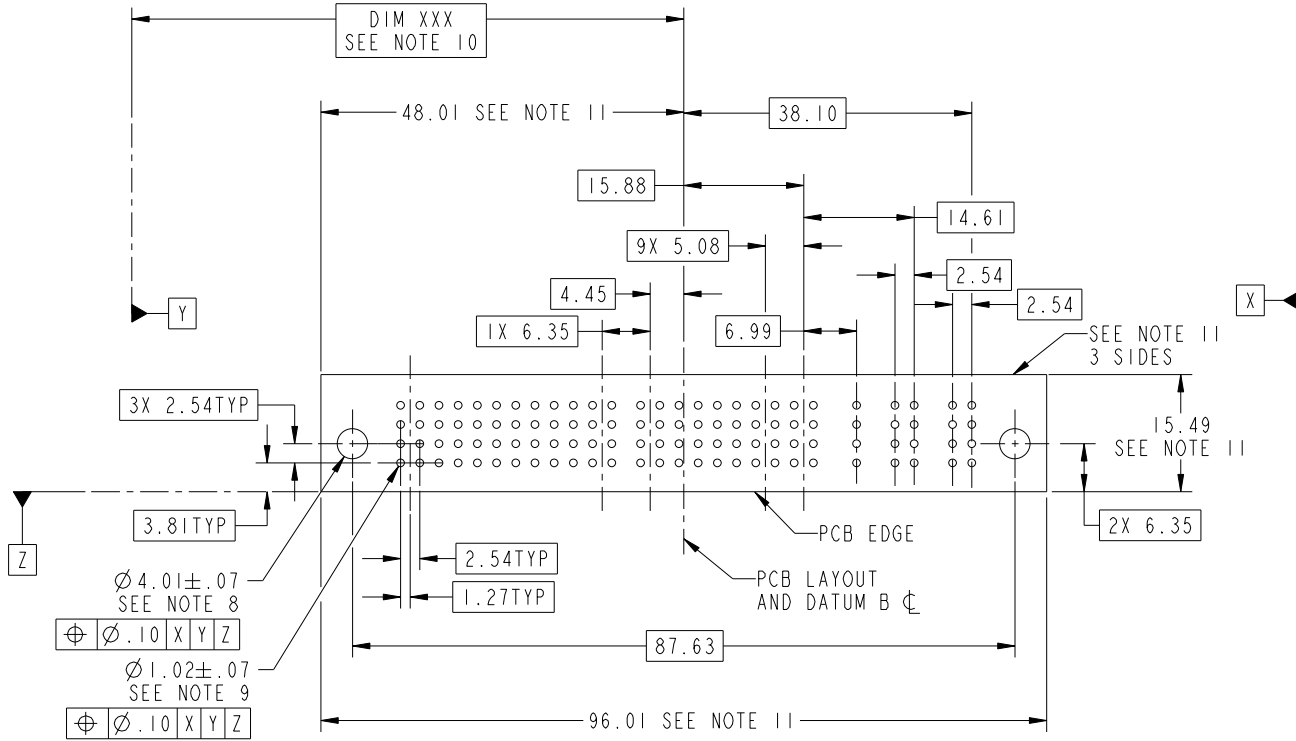 DIM XXX
SEE NOTE 10
48.01 SEE NOTE 11
38.10
15.88
14.61
9X 5.08
2.54
4.45
2.54
Y
X
1X 6.35
6.99
SEE NOTE 11
3 SIDES
3X 2.54TYP
15.49
SEE NOTE 11
3.81TYP
2X 6.35
PCB EDGE
Z
2.54TYP
Ø4.01±.07
SEE NOTE 8
PCB LAYOUT
AND DATUM B ℄
1.27TYP
⌖ Ø.10 X Y Z
87.63
Ø1.02±.07
SEE NOTE 9
⌖ Ø.10 X Y Z
96.01 SEE NOTE 11